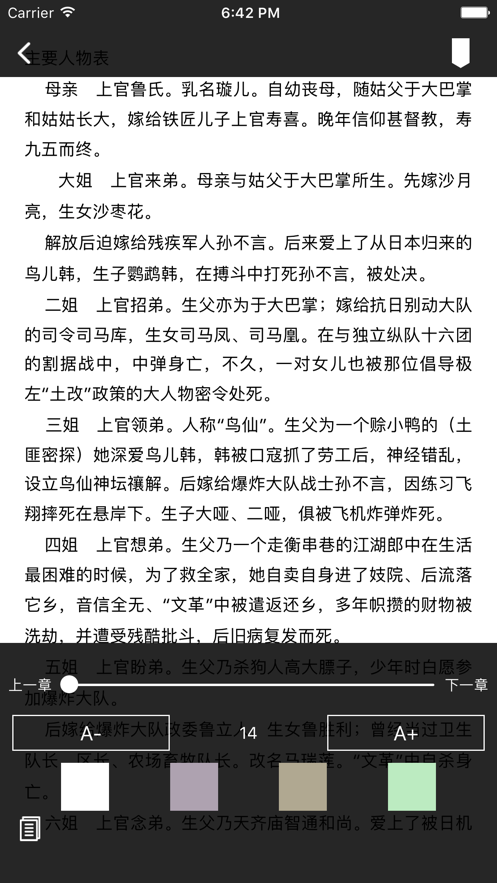 Carrier 6:42 PM
主要人物表
母亲 上官鲁氏。乳名璇儿。自幼丧母，随姑父于大巴掌
和姑姑长大，嫁给铁匠儿子上官寿喜。晚年信仰甚督教，寿
九五而终。
大姐 上官来弟。母亲与姑父于大巴掌所生。先嫁沙月
亮，生女沙枣花。
解放后迫嫁给残疾军人孙不言。后来爱上了从日本归来的
鸟儿韩，生子鹦鹉韩，在搏斗中打死孙不言，被处决。
二姐 上官招弟。生父亦为于大巴掌；嫁给抗日别动大队
的司令司马库，生女司马凤、司马凰。在与独立纵队十六团
的割据战中，中弹身亡，不久，一对女儿也被那位倡导极
左“土改”政策的大人物密令处死。
三姐 上官领弟。人称“鸟仙”。生父为一个赊小鸭的（土
匪密探）她深爱鸟儿韩，韩被口寇抓了劳工后，神经错乱，
设立鸟仙神坛禳解。后嫁给爆炸大队战士孙不言，因练习飞
翔摔死在悬岸下。生子大哑、二哑，俱被飞机炸弹炸死。
四姐 上官想弟。生父乃一个走衡串巷的江湖郎中在生活
最困难的时候，为了救全家，她自卖自身进了妓院、后流落
它乡，音信全无、“文革”中被遣返还乡，多年帜攒的财物被
洗劫，并遭受残酷批斗，后旧病复发而死。
五姐 上官盼弟。生父乃杀狗人高大膘子，少年时白愿参
上一章 下一章
加爆炸大队。
后嫁给爆炸大队政委鲁立人，生女鲁胜利；曾经当过卫生
A- 14 A+
队长、区长、农场畜牧队长。改名马瑞莲。“文革”中自杀身
亡。
六姐 上官念弟。生父乃天齐庙智通和尚。爱上了被日机